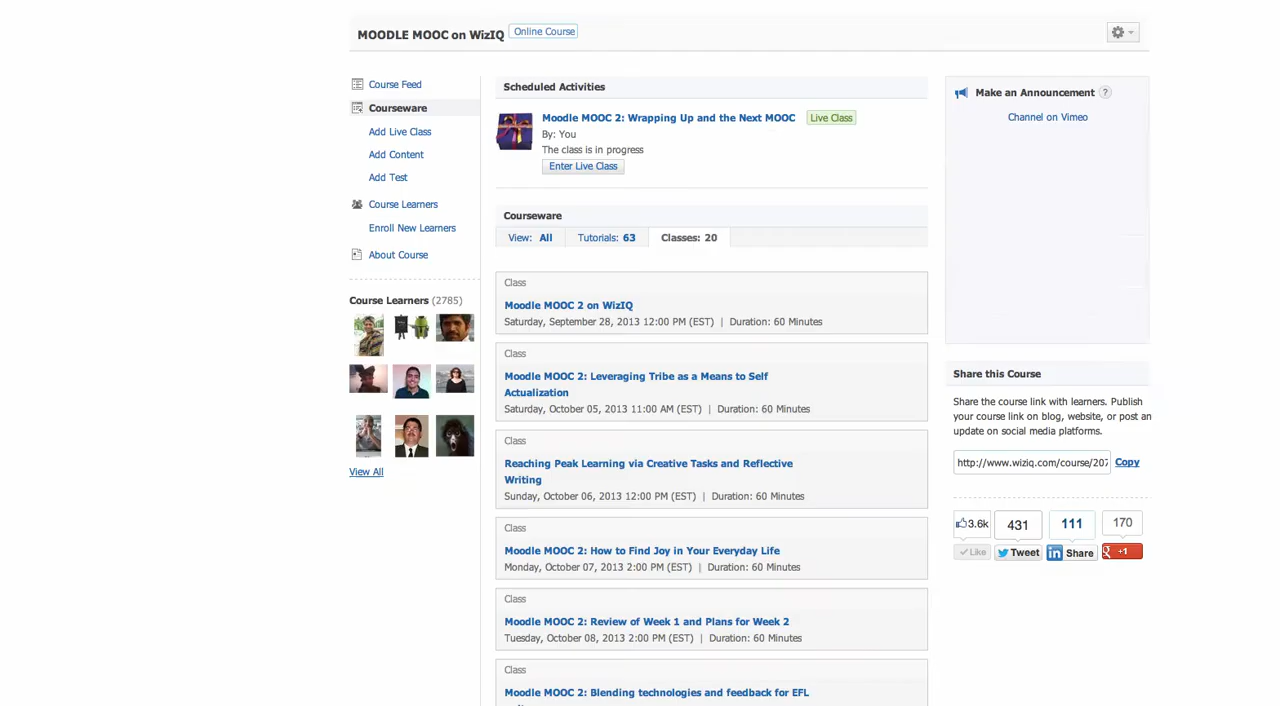 MOODLE MOOC on WizIQ Online Course
Course Feed
Courseware
Add Live Class
Add Content
Add Test
Course Learners
Enroll New Learners
About Course
Course Learners (2785)
View All
Scheduled Activities
Moodle MOOC 2: Wrapping Up and the Next MOOC Live Class
By: You
The class is in progress
Enter Live Class
Courseware
View: All Tutorials: 63 Classes: 20
Class
Moodle MOOC 2 on WizIQ
Saturday, September 28, 2013 12:00 PM (EST) | Duration: 60 Minutes
Class
Moodle MOOC 2: Leveraging Tribe as a Means to Self
Actualization
Saturday, October 05, 2013 11:00 AM (EST) | Duration: 60 Minutes
Class
Reaching Peak Learning via Creative Tasks and Reflective
Writing
Sunday, October 06, 2013 12:00 PM (EST) | Duration: 60 Minutes
Class
Moodle MOOC 2: How to Find Joy in Your Everyday Life
Monday, October 07, 2013 2:00 PM (EST) | Duration: 60 Minutes
Class
Moodle MOOC 2: Review of Week 1 and Plans for Week 2
Tuesday, October 08, 2013 2:00 PM (EST) | Duration: 60 Minutes
Class
Moodle MOOC 2: Blending technologies and feedback for EFL
Make an Announcement ?
Channel on Vimeo
Share this Course
Share the course link with learners. Publish
your course link on blog, website, or post an
update on social media platforms.
http://www.wiziq.com/course/207 Copy
3.6k 431 111 170
Like Tweet in Share +1